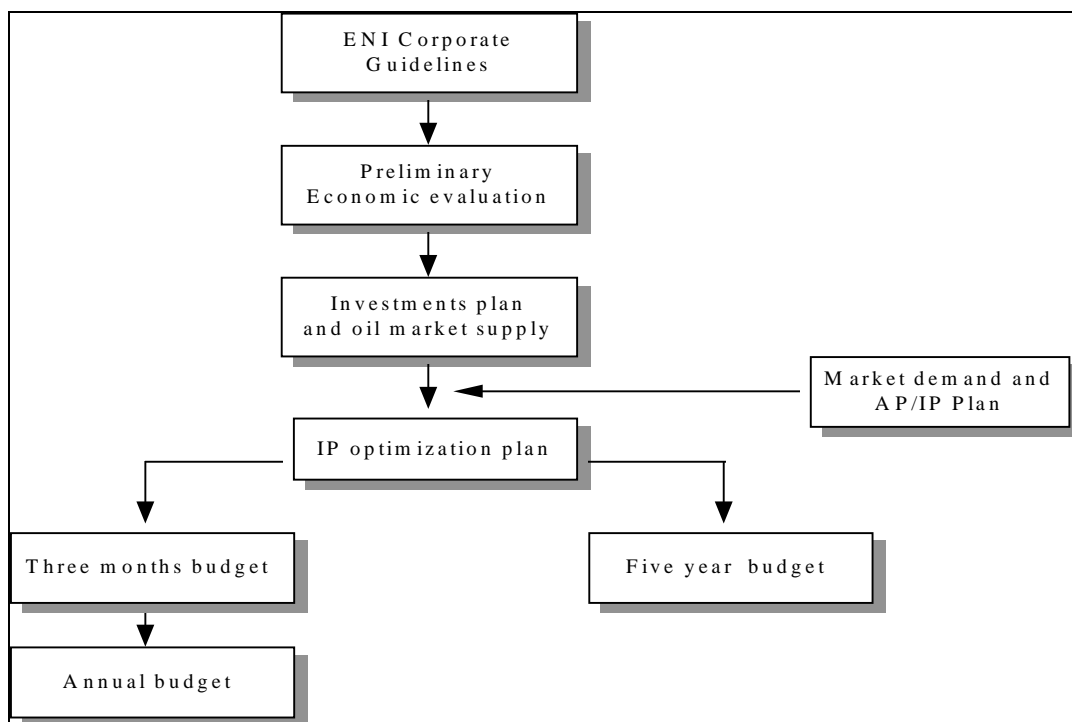 ENI Corporate
Guidelines
Preliminary
Economic evaluation
Investments plan
and oil market supply
Market demand and
AP/IP Plan
IP optimization plan
Three months budget
Five year budget
Annual budget